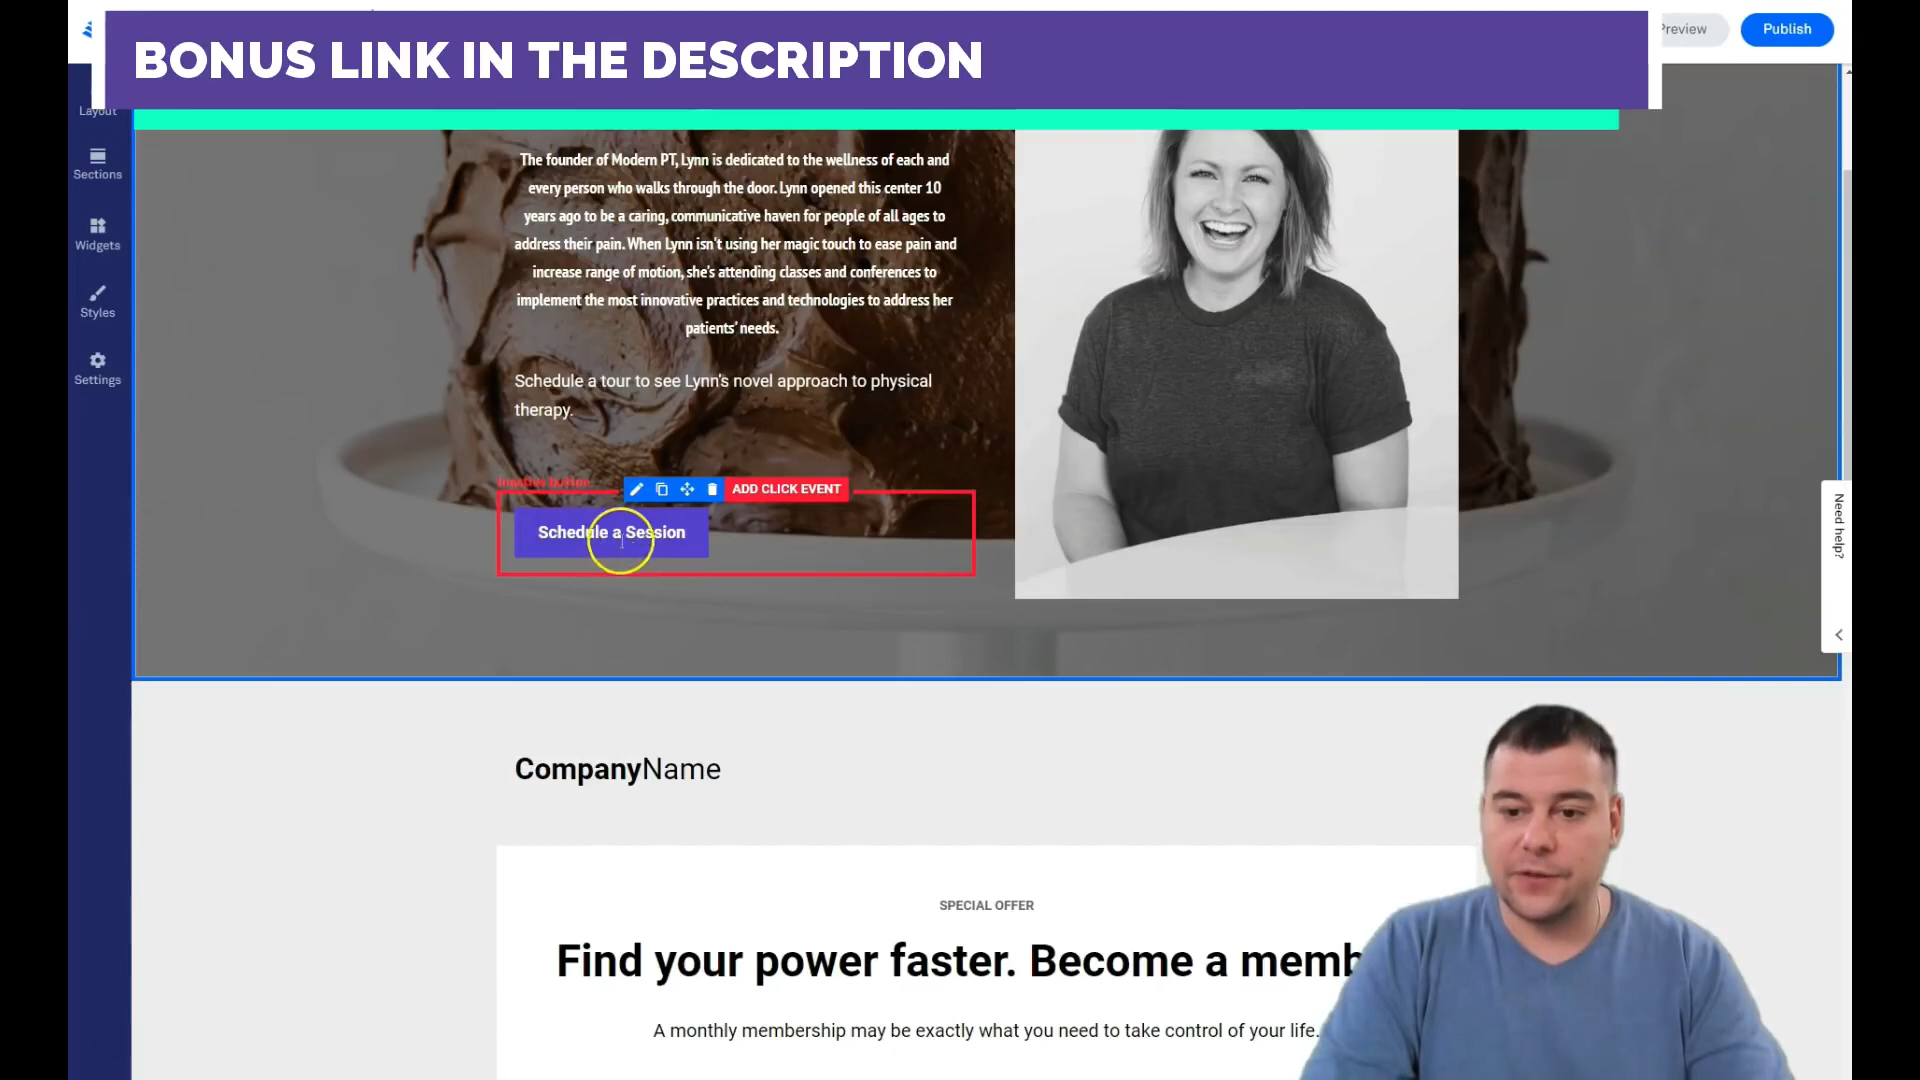 BONUS LINK IN THE DESCRIPTION
Preview
Publish
Layout
Sections
Widgets
Styles
Settings
The founder of Modern PT, Lynn is dedicated to the wellness of each and
every person who walks through the door. Lynn opened this center 10
years ago to be a caring, communicative haven for people of all ages to
address their pain. When Lynn isn't using her magic touch to ease pain and
increase range of motion, she's attending classes and conferences to
implement the most innovative practices and technologies to address her
patients' needs.
Schedule a tour to see Lynn's novel approach to physical
therapy.
Inactive button
ADD CLICK EVENT
Schedule a Session
Need help?
CompanyName
SPECIAL OFFER
Find your power faster. Become a memb
A monthly membership may be exactly what you need to take control of your life.